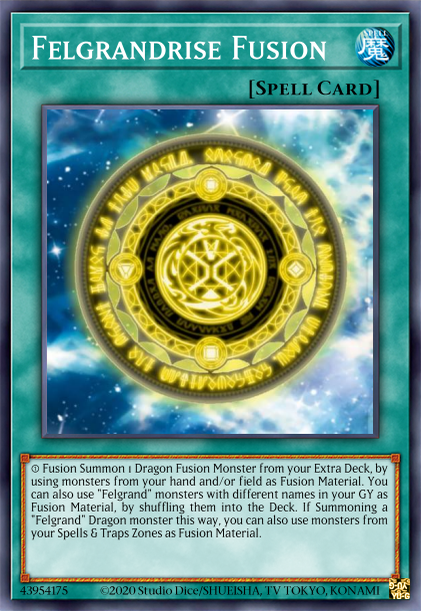 Felgrandrise Fusion
SPELL
魔
[Spell Card]
① Fusion Summon 1 Dragon Fusion Monster from your Extra Deck, by
using monsters from your hand and/or field as Fusion Material. You
can also use "Felgrand" monsters with different names in your GY as
Fusion Material, by shuffling them into the Deck. If Summoning a
"Felgrand" Dragon monster this way, you can also use monsters from
your Spells & Traps Zones as Fusion Material.
43954175 ©2020 Studio Dice/SHUEISHA, TV TOKYO, KONAMI